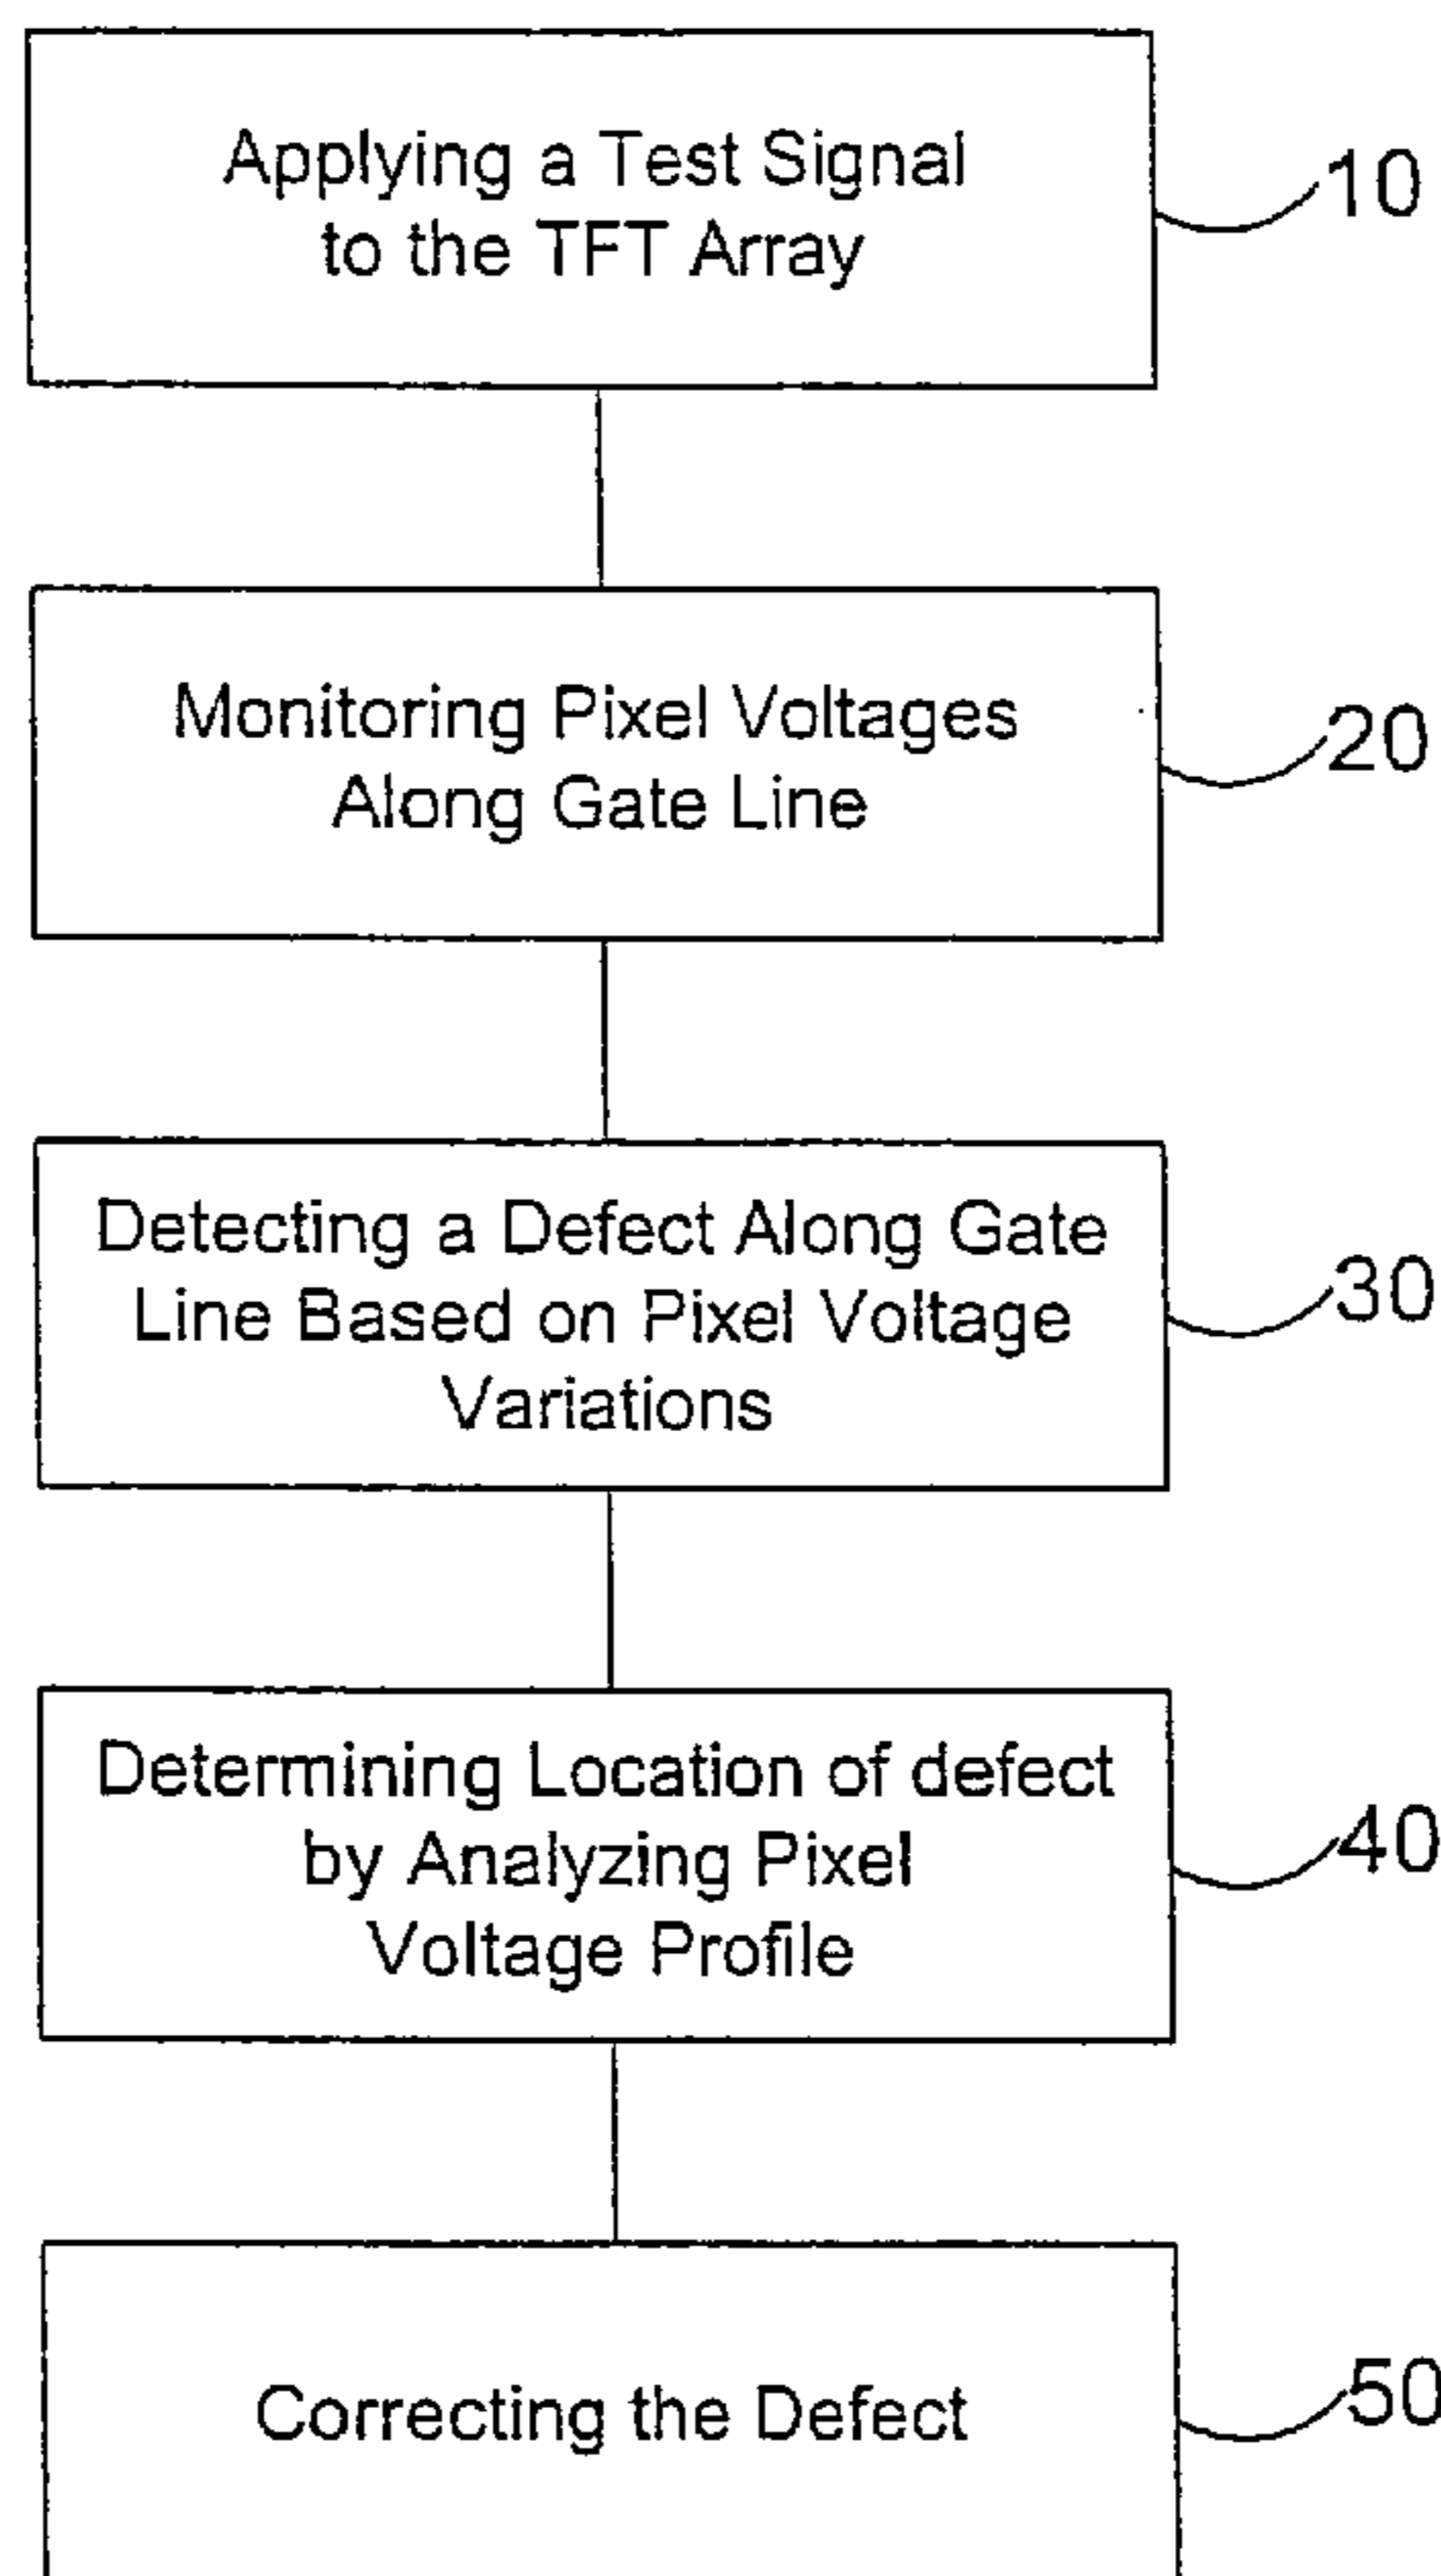 Applying a Test Signal
to the TFT Array
10
Monitoring Pixel Voltages
Along Gate Line
20
Detecting a Defect Along Gate
Line Based on Pixel Voltage
Variations
30
Determining Location of defect
by Analyzing Pixel
Voltage Profile
40
Correcting the Defect
50